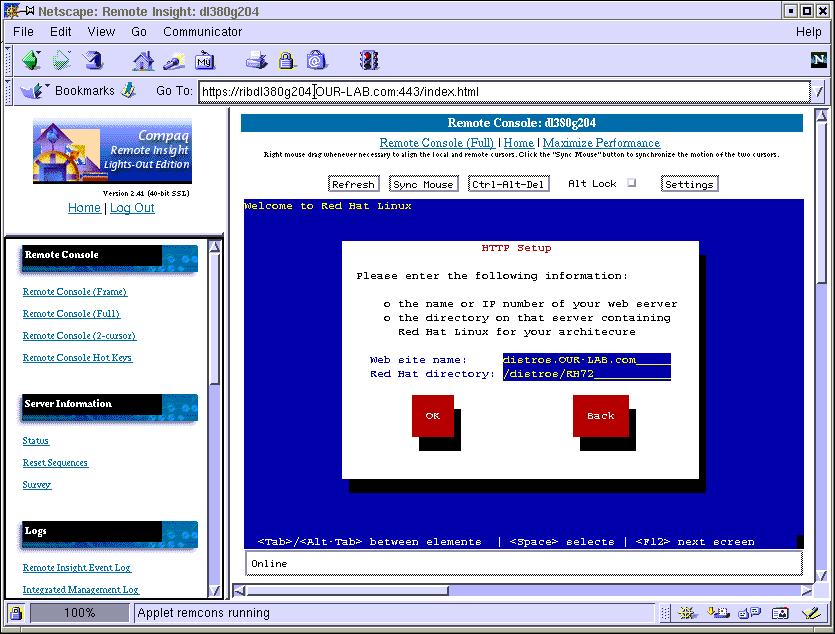 Netscape: Remote Insight: dl380g204
File Edit View Go Communicator Help
My
N
Bookmarks Go To: https://ribdl380g204.OUR-LAB.com:443/index.html
Compaq
Remote Insight
Lights-Out Edition
Version 2.41 (40-bit SSL)
Home | Log Out
Remote Console
Remote Console (Frame)
Remote Console (Full)
Remote Console (2-cursor)
Remote Console Hot Keys
Server Information
Status
Reset Sequences
Survey
Logs
Remote Insight Event Log
Integrated Management Log
Remote Console: dl380g204
Remote Console (Full) | Home | Maximize Performance
Right mouse drag whenever necessary to align the local and remote cursors. Click the "Sync Mouse" button to synchronize the motion of the two cursors.
Refresh Sync Mouse Ctrl-Alt-Del Alt Lock Settings
Welcome to Red Hat Linux
HTTP Setup
Please enter the following information:
o the name or IP number of your web server
o the directory on that server containing
Red Hat Linux for your architecure
Web site name: distros.OUR-LAB.com_____
Red Hat directory: /distros/RH72___________
OK Back
<Tab>/<Alt-Tab> between elements | <Space> selects | <F12> next screen
Online
100% Applet remcons running